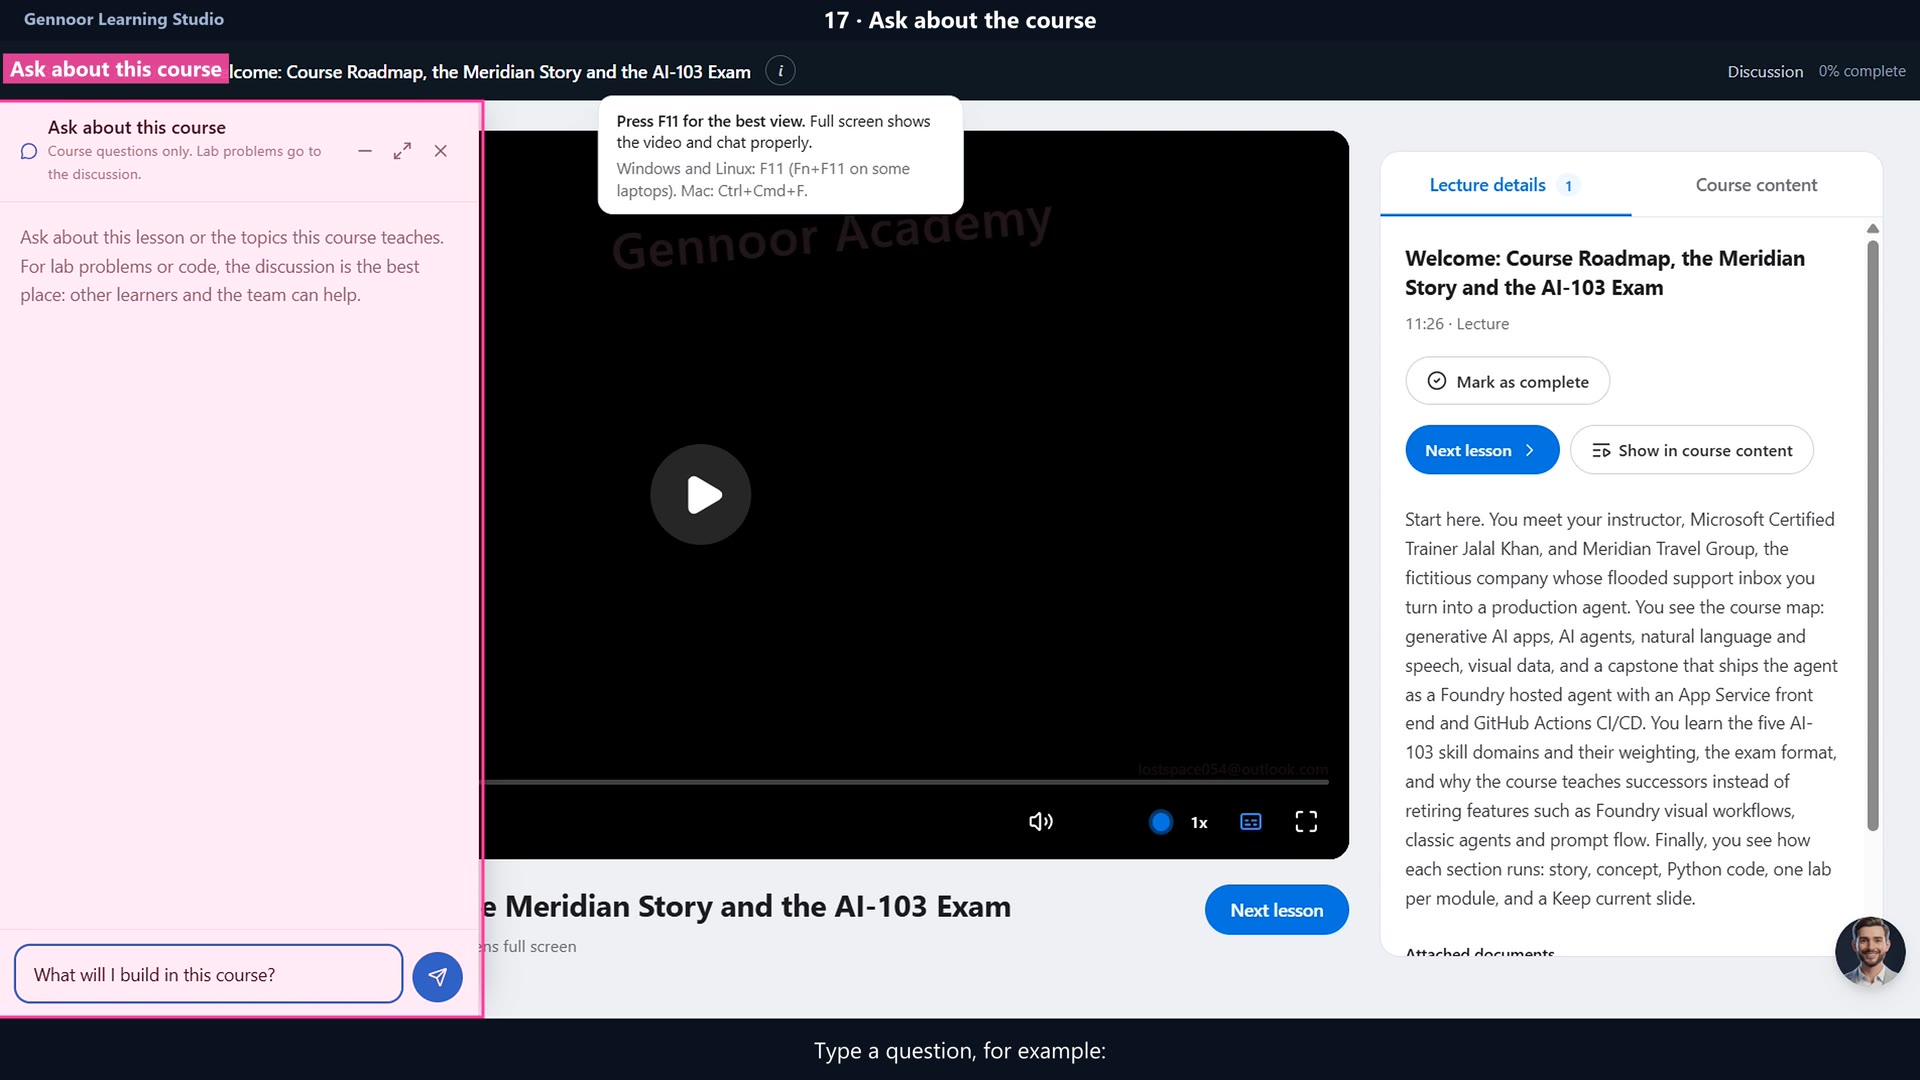 Gennoor Learning Studio
17 · Ask about the course
Ask about this course
lcome: Course Roadmap, the Meridian Story and the AI-103 Exam
i
Discussion
0% complete
Ask about this course
Course questions only. Lab problems go to
the discussion.
Ask about this lesson or the topics this course teaches.
For lab problems or code, the discussion is the best
place: other learners and the team can help.
What will I build in this course?
Press F11 for the best view. Full screen shows
the video and chat properly.
Windows and Linux: F11 (Fn+F11 on some
laptops). Mac: Ctrl+Cmd+F.
Gennoor Academy
lostspace054@outlook.com
1x
e Meridian Story and the AI-103 Exam
ens full screen
Next lesson
Lecture details 1
Course content
Welcome: Course Roadmap, the Meridian
Story and the AI-103 Exam
11:26 · Lecture
Mark as complete
Next lesson
Show in course content
Start here. You meet your instructor, Microsoft Certified
Trainer Jalal Khan, and Meridian Travel Group, the
fictitious company whose flooded support inbox you
turn into a production agent. You see the course map:
generative AI apps, AI agents, natural language and
speech, visual data, and a capstone that ships the agent
as a Foundry hosted agent with an App Service front
end and GitHub Actions CI/CD. You learn the five AI-
103 skill domains and their weighting, the exam format,
and why the course teaches successors instead of
retiring features such as Foundry visual workflows,
classic agents and prompt flow. Finally, you see how
each section runs: story, concept, Python code, one lab
per module, and a Keep current slide.
Attached documents
Type a question, for example: